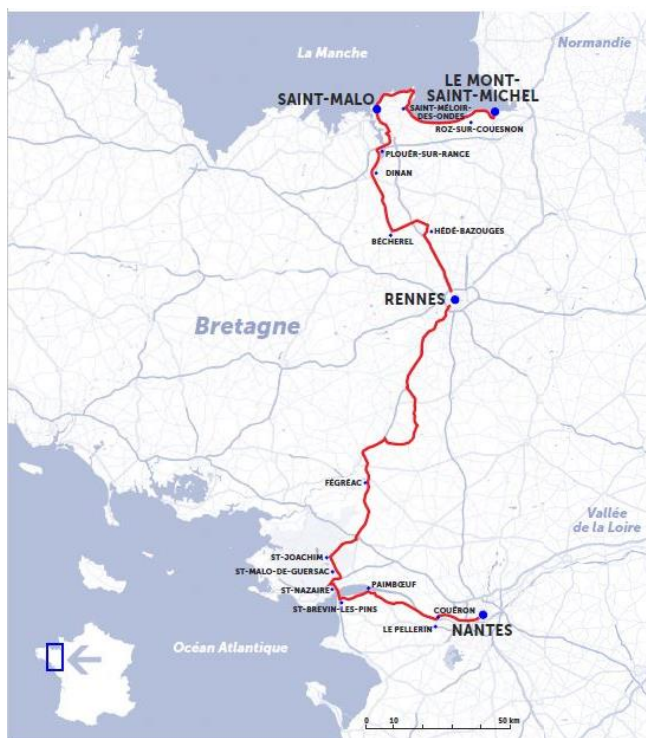 La Manche
Normandie
SAINT-MALO
LE MONT-
SAINT-MICHEL
SAINT-MÉLOIR-
DES-ONDES
ROZ-SUR-COUESNON
PLOUËR-SUR-RANCE
DINAN
BÉCHEREL
HÉDÉ-BAZOUGES
RENNES
Bretagne
FÉGRÉAC
Vallée
de la Loire
ST-JOACHIM
ST-MALO-DE-GUERSAC
ST-NAZAIRE
PAIMBŒUF
ST-BREVIN-LES-PINS
COUËRON
LE PELLERIN
NANTES
Océan Atlantique
0 10 50 km